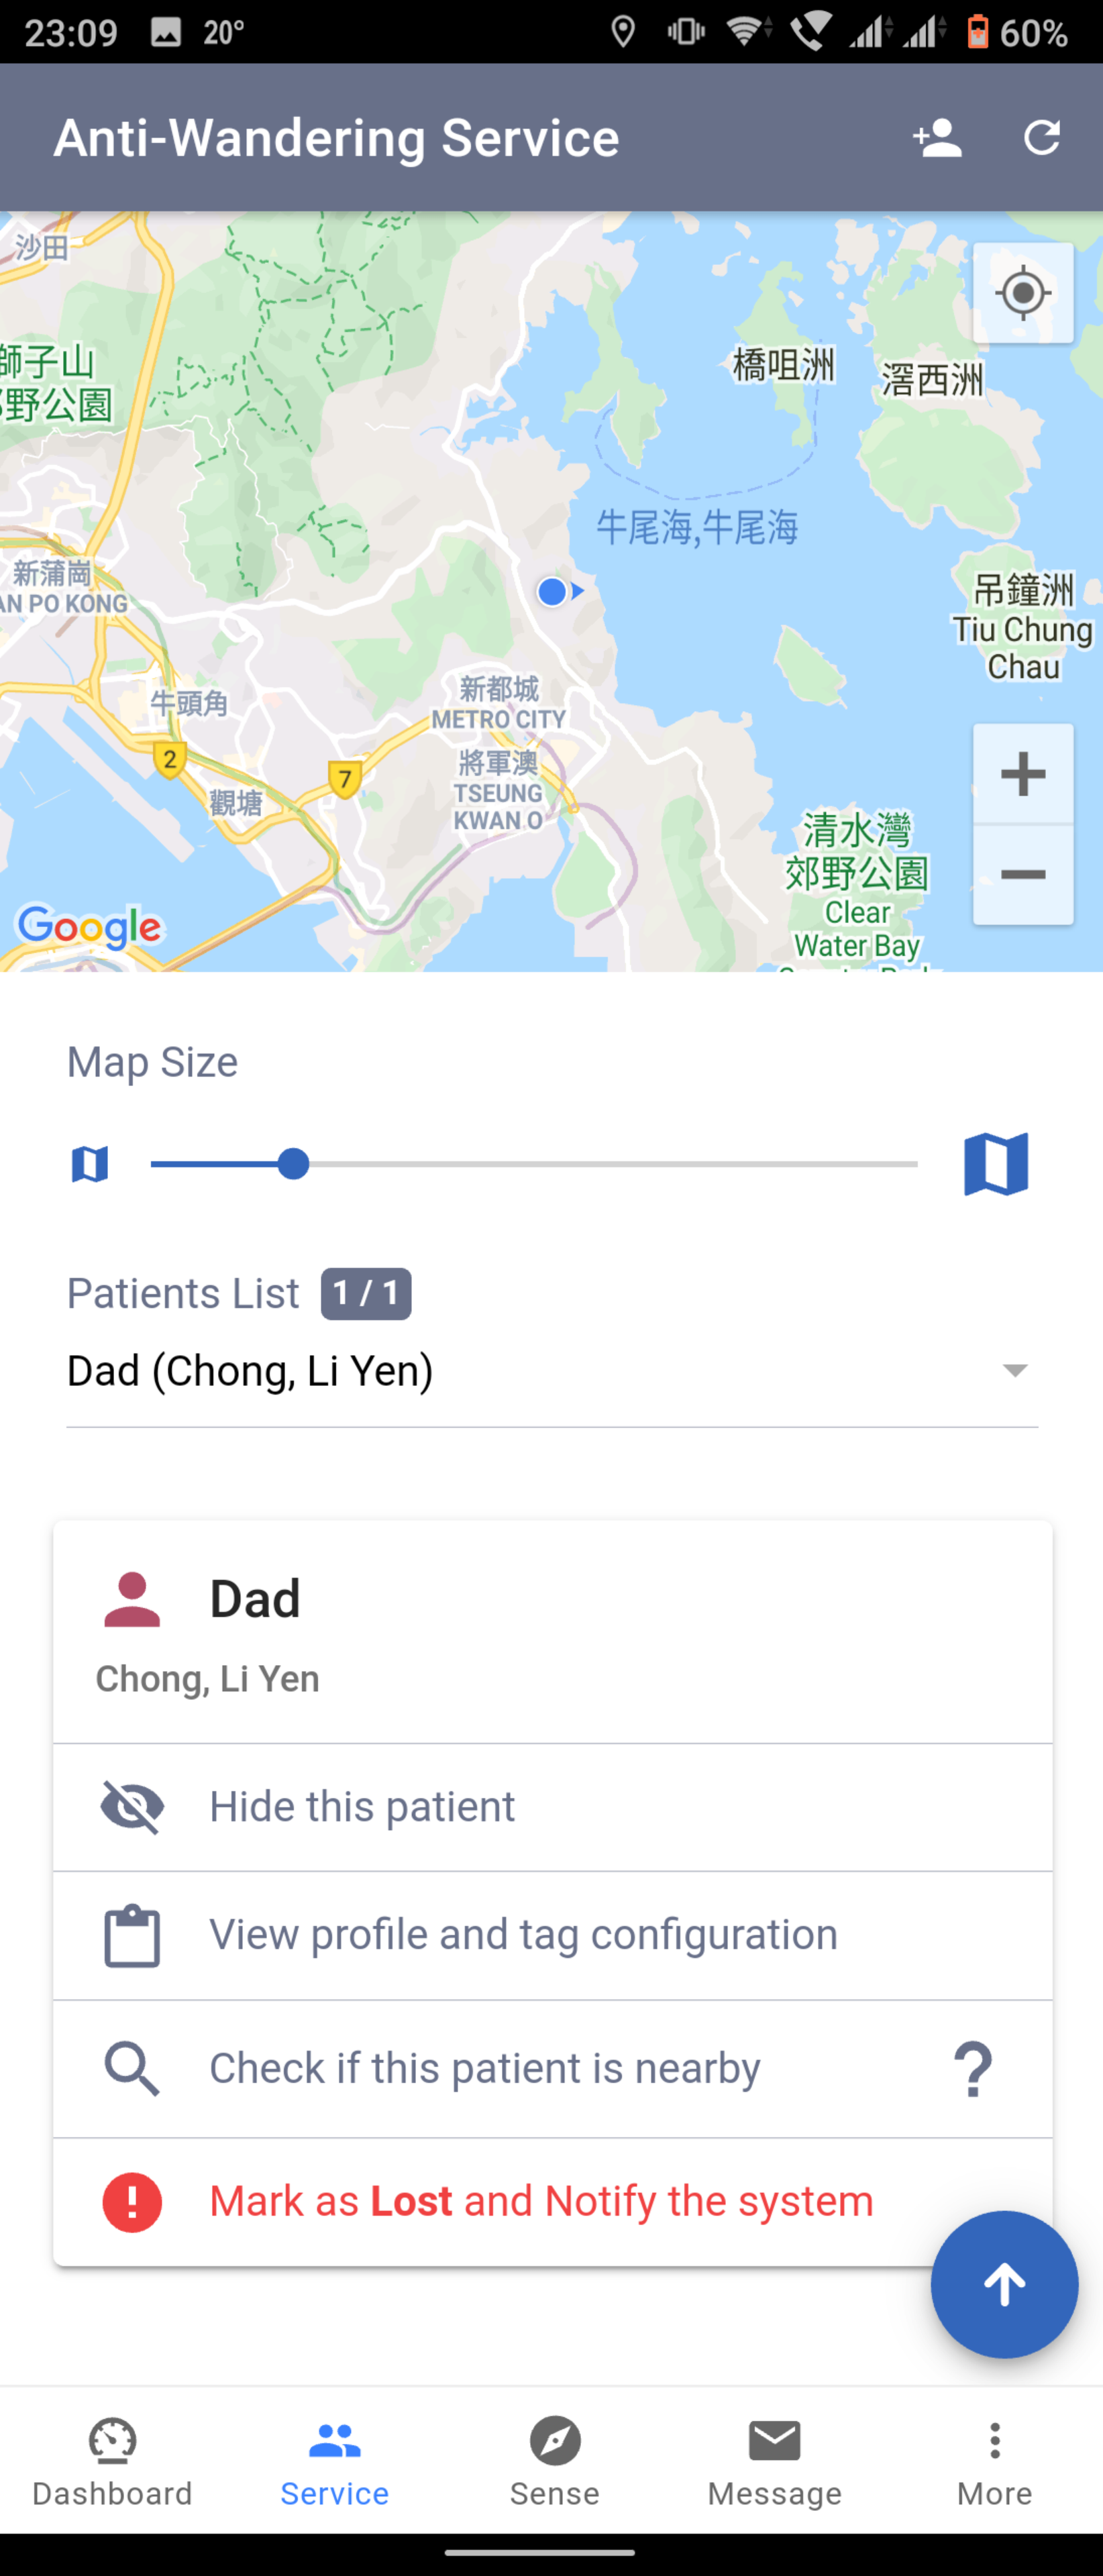 23:09 20° 60%
Anti-Wandering Service
沙田
橋咀洲
滘西洲
獅子山
郊野公園
牛尾海,牛尾海
新蒲崗
AN PO KONG
吊鐘洲
Tiu Chung
Chau
新都城
METRO CITY
牛頭角
2
7
將軍澳
TSEUNG
KWAN O
觀塘
清水灣
郊野公園
Clear
Water Bay
Google
Map Size
Patients List 1 / 1
Dad (Chong, Li Yen)
Dad
Chong, Li Yen
Hide this patient
View profile and tag configuration
Check if this patient is nearby ?
Mark as Lost and Notify the system
Dashboard Service Sense Message More